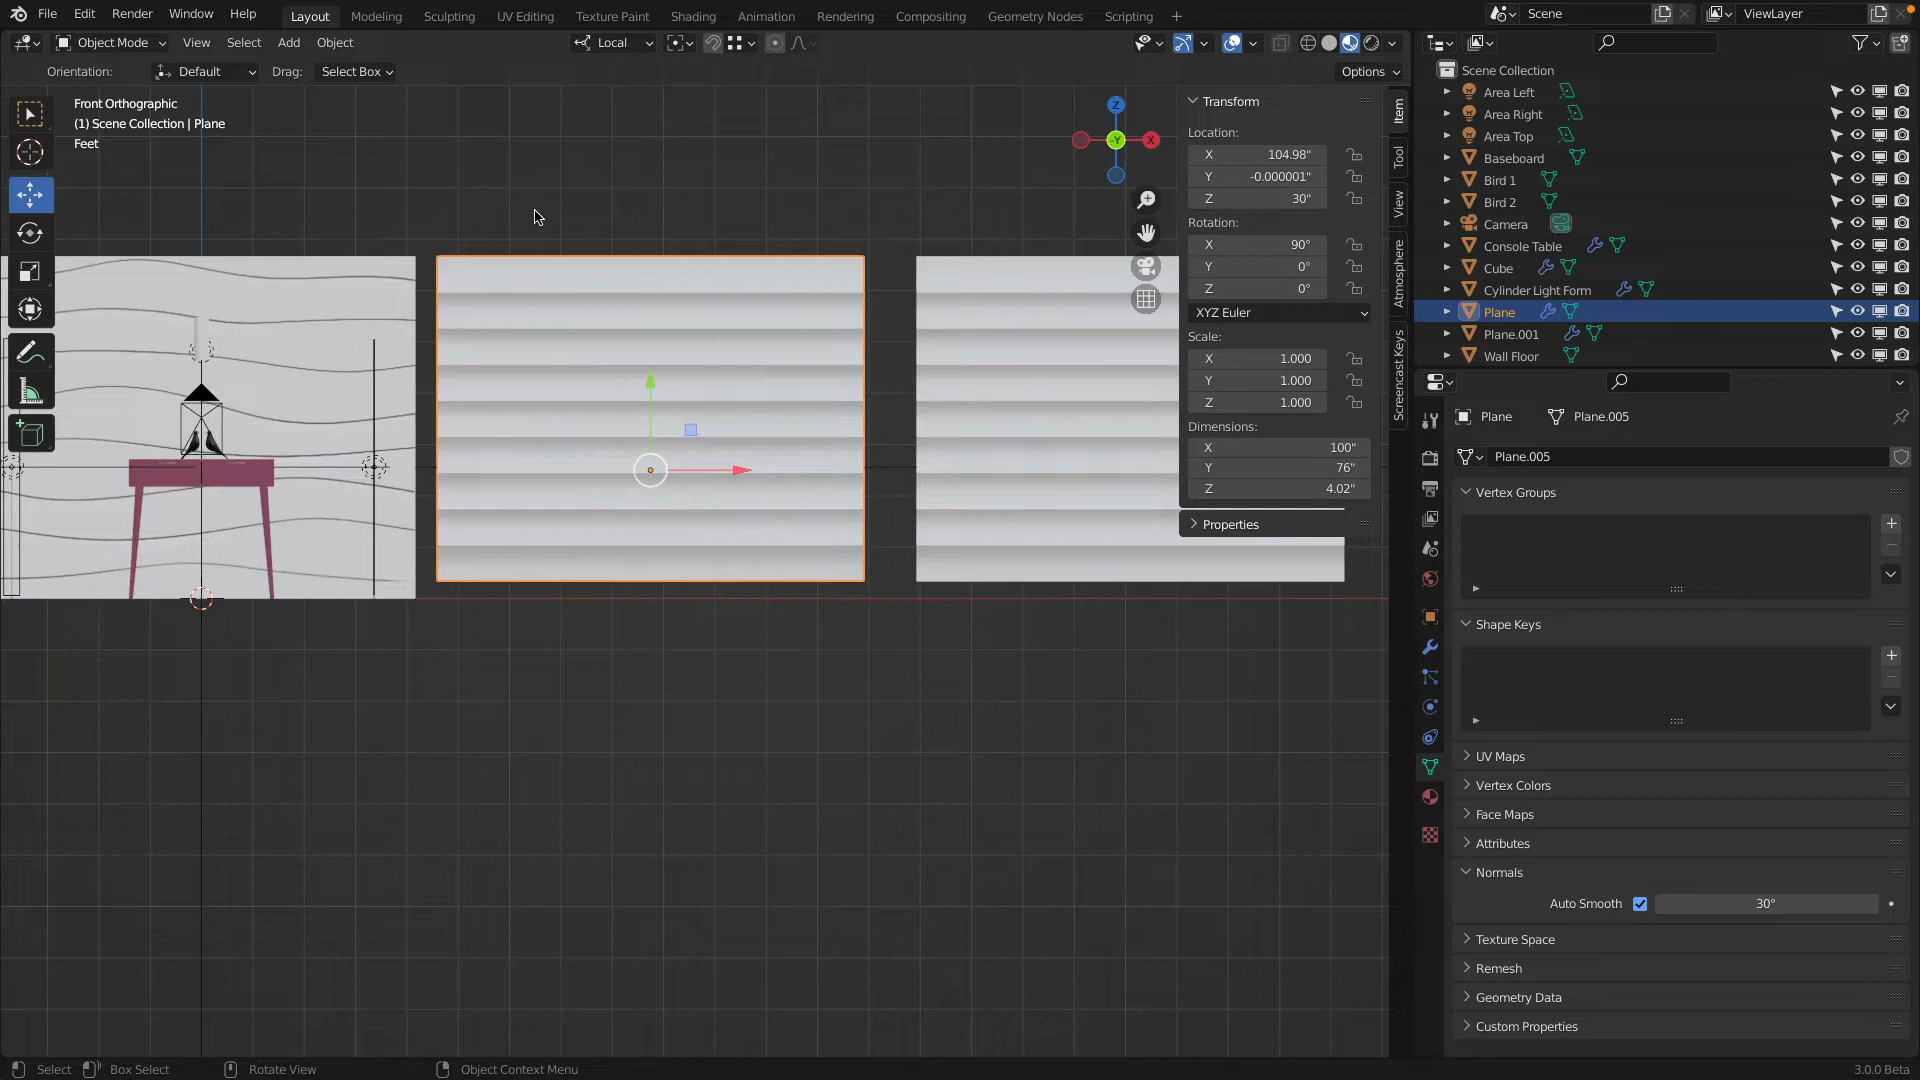 File Edit Render Window Help Layout Modeling Sculpting UV Editing Texture Paint Shading Animation Rendering Compositing Geometry Nodes Scripting + Scene ViewLayer
Object Mode View Select Add Object Local
Orientation: Default Drag: Select Box Options
Front Orthographic
(1) Scene Collection | Plane
Feet
Z
-Y
X
Transform
Location:
X 104.98"
Y -0.000001"
Z 30"
Rotation:
X 90°
Y 0°
Z 0°
XYZ Euler
Scale:
X 1.000
Y 1.000
Z 1.000
Dimensions:
X 100"
Y 76"
Z 4.02"
Properties
Item
Tool
View
Atmosphere
Screencast Keys
Scene Collection
Area Left
Area Right
Area Top
Baseboard
Bird 1
Bird 2
Camera
Console Table
Cube
Cylinder Light Form
Plane
Plane.001
Wall Floor
Plane Plane.005
Plane.005
Vertex Groups
Shape Keys
UV Maps
Vertex Colors
Face Maps
Attributes
Normals
Auto Smooth 30°
Texture Space
Remesh
Geometry Data
Custom Properties
Select Box Select Rotate View Object Context Menu 3.0.0 Beta